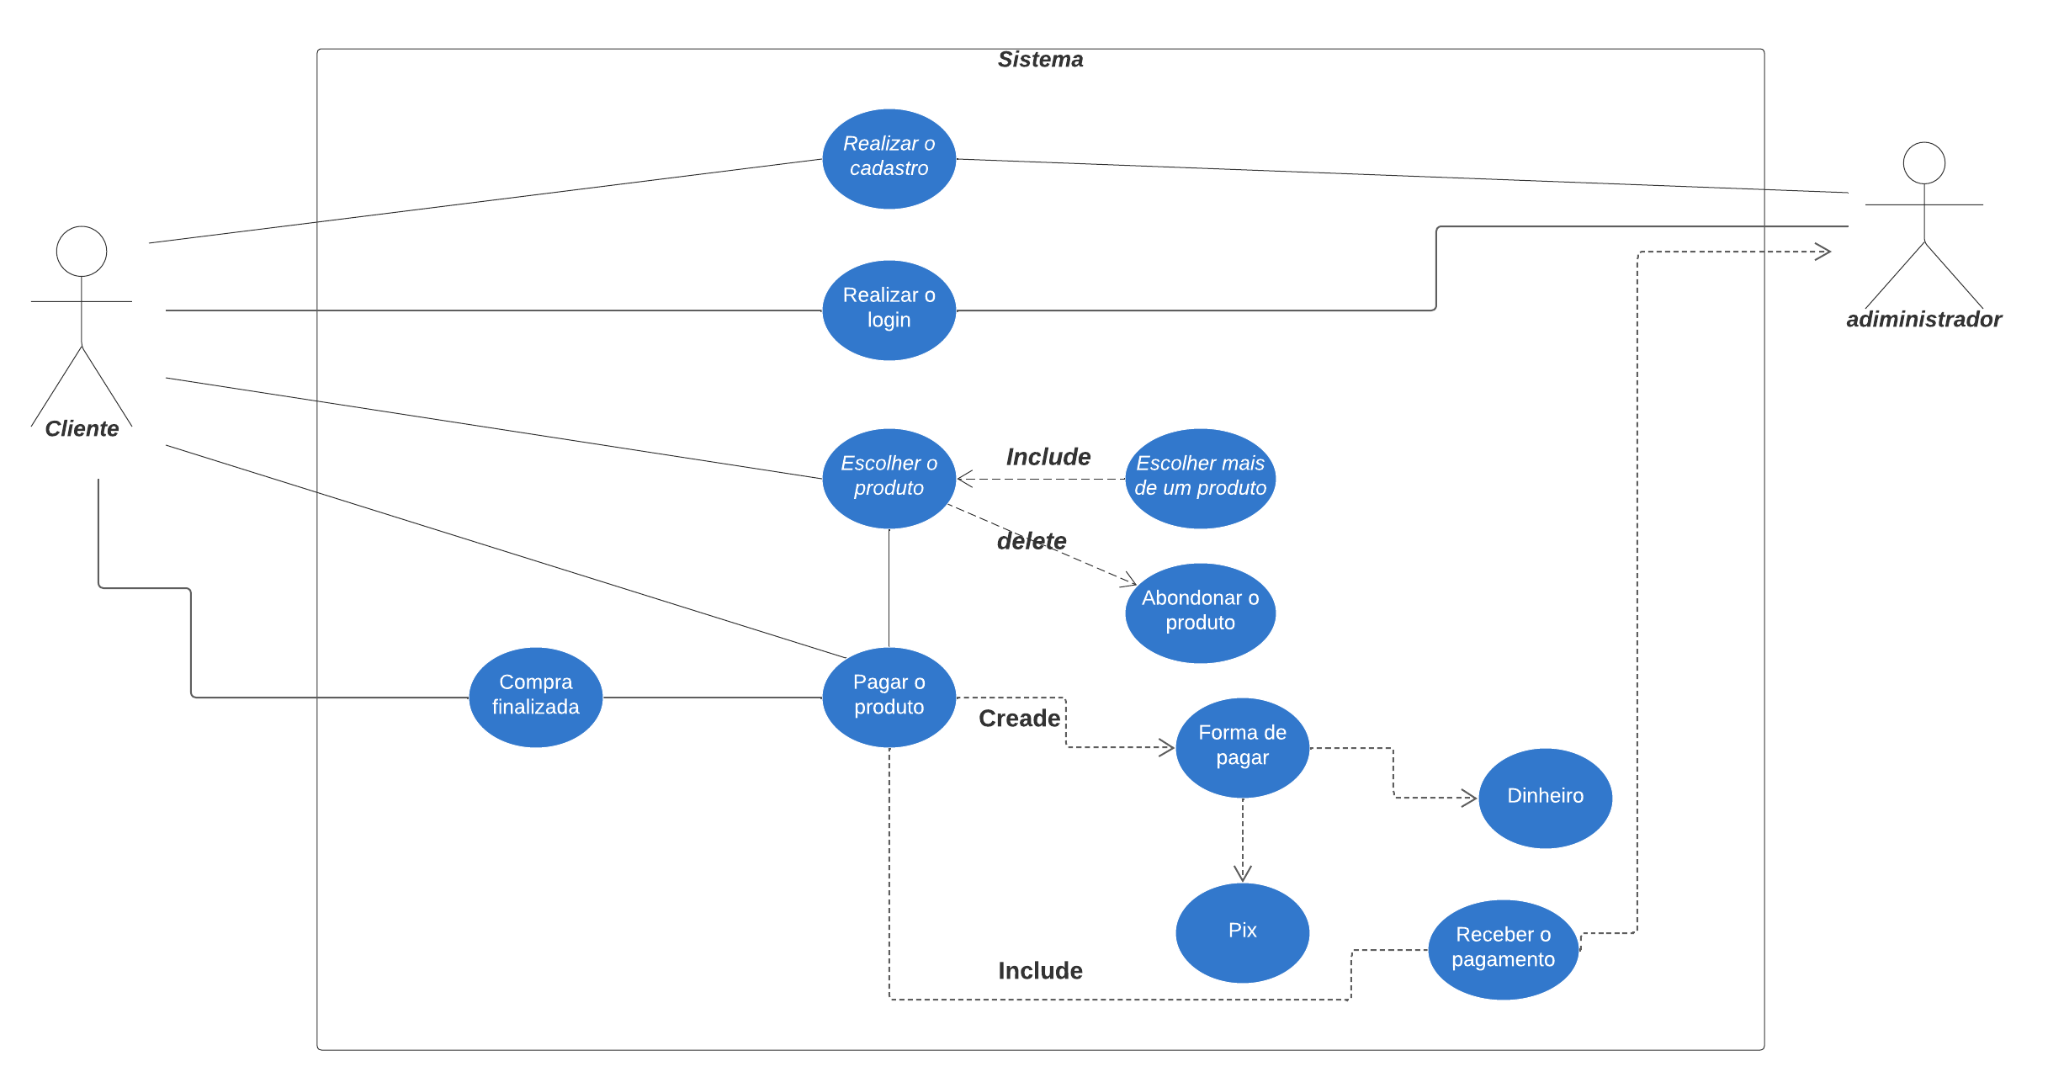 Sistema
Realizar o
cadastro
Realizar o
login
adiministrador
Cliente
Escolher o
produto
Include
Escolher mais
de um produto
delete
Abondonar o
produto
Compra
finalizada
Pagar o
produto
Creade
Forma de
pagar
Dinheiro
Pix
Receber o
pagamento
Include